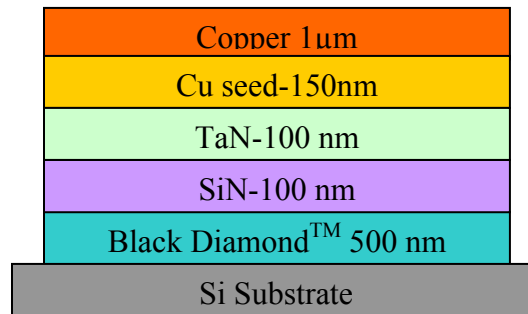 Copper 1µm
Cu seed-150nm
TaN-100 nm
SiN-100 nm
Black Diamond™ 500 nm
Si Substrate